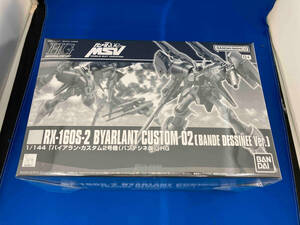 HG
MSV
BANDAI
RX-160S-2 BYARLANT CUSTOM 02 [BANDE DESSINEE Ver.]
1/144「バイアラン・カスタム2号機(バンデシネ版)」HG
BANDAI